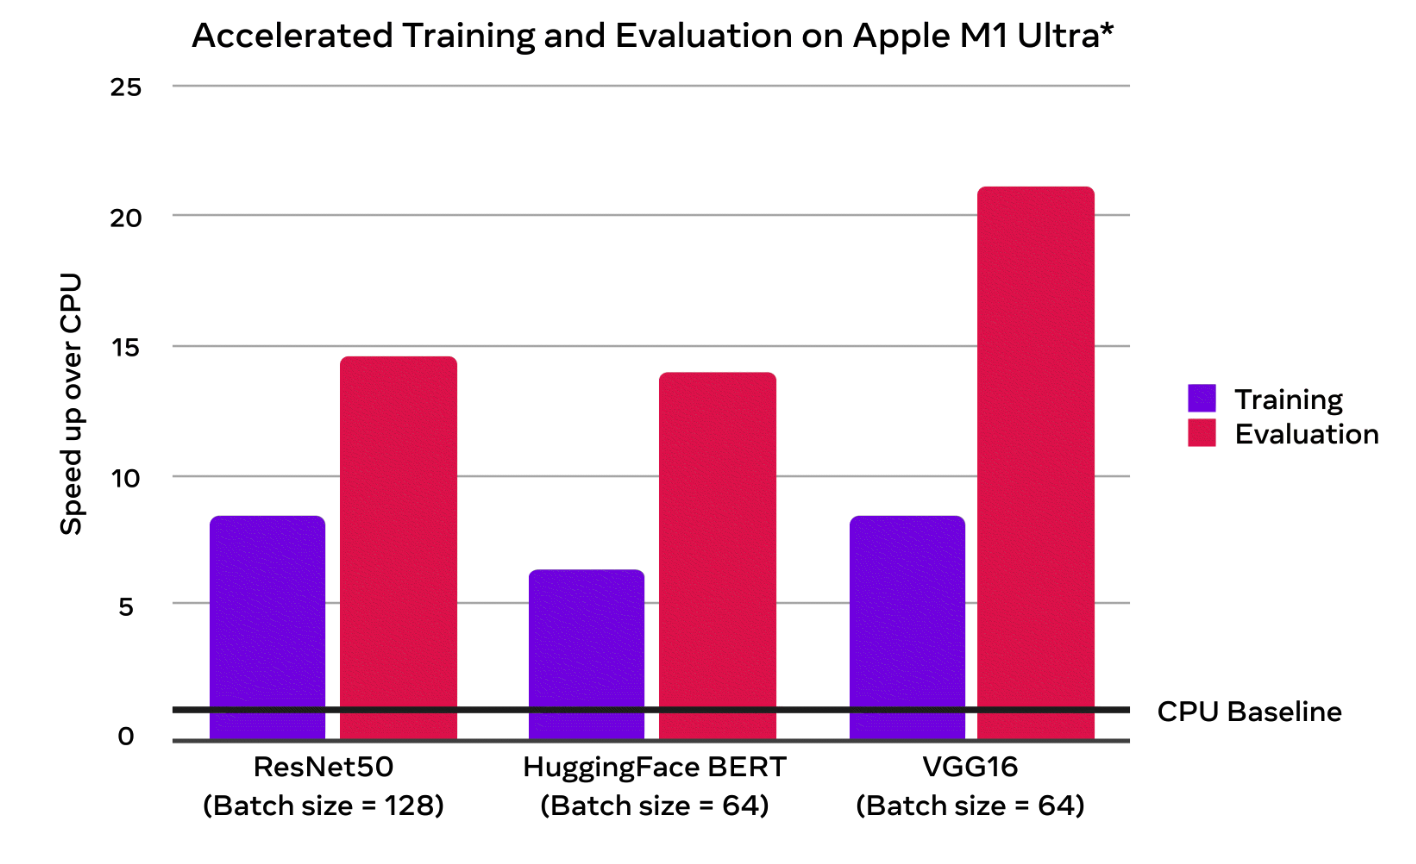 Accelerated Training and Evaluation on Apple M1 Ultra*
25
20
15
10
5
0
Speed up over CPU
Training
Evaluation
CPU Baseline
ResNet50
(Batch size = 128)
HuggingFace BERT
(Batch size = 64)
VGG16
(Batch size = 64)